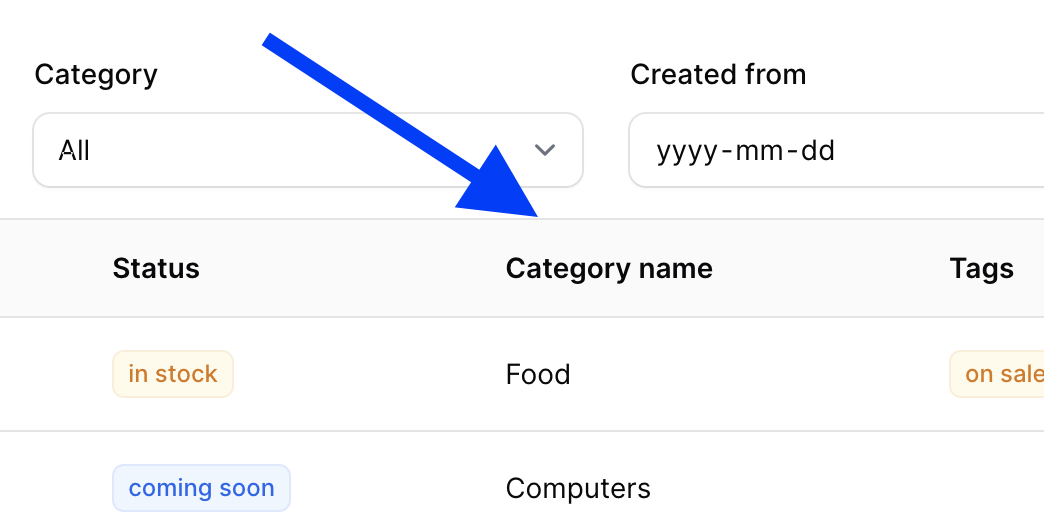 Category Created from
All yyyy-mm-dd
Status Category name Tags
in stock Food on sale
coming soon Computers